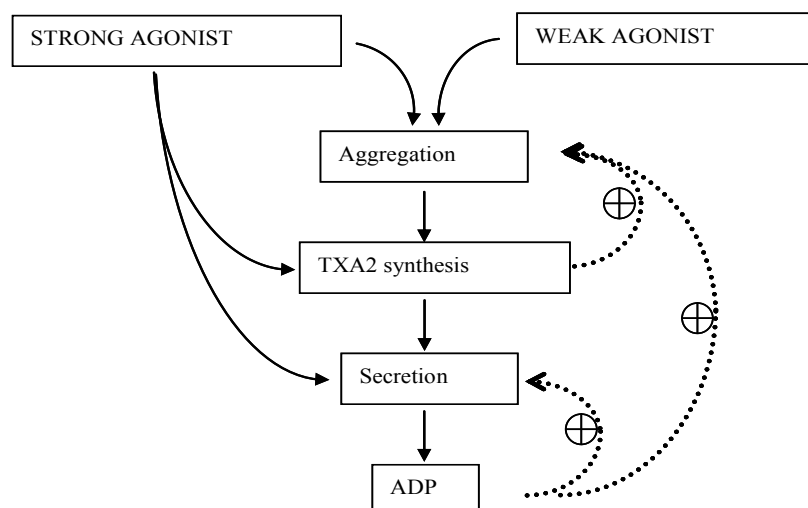 STRONG AGONIST
WEAK AGONIST
Aggregation
TXA2 synthesis
Secretion
ADP